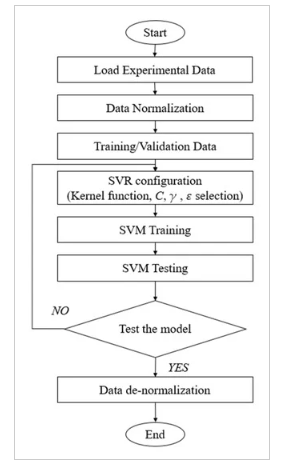 Start
Load Experimental Data
Data Normalization
Training/Validation Data
SVR configuration
(Kernel function, C, γ , ε selection)
SVM Training
SVM Testing
NO
Test the model
YES
Data de-normalization
End